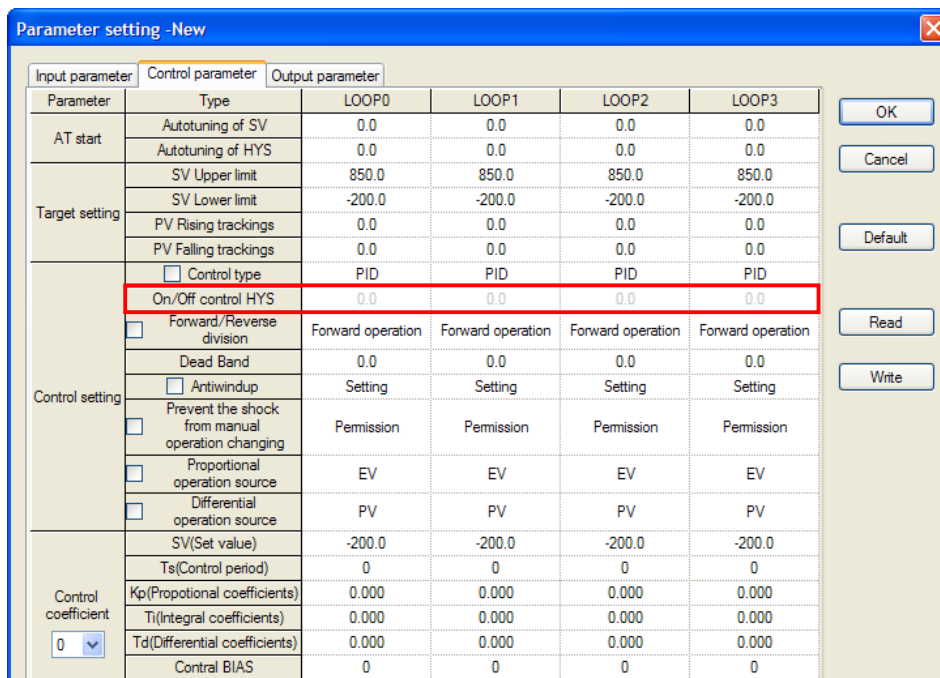 Parameter setting -New
Input parameter Control parameter Output parameter
Parameter Type LOOP0 LOOP1 LOOP2 LOOP3
AT start
Autotuning of SV 0.0 0.0 0.0 0.0
Autotuning of HYS 0.0 0.0 0.0 0.0
Target setting
SV Upper limit 850.0 850.0 850.0 850.0
SV Lower limit -200.0 -200.0 -200.0 -200.0
PV Rising trackings 0.0 0.0 0.0 0.0
PV Falling trackings 0.0 0.0 0.0 0.0
Control setting
Control type PID PID PID PID
On/Off control HYS 0.0 0.0 0.0 0.0
Forward/Reverse
division
Forward operation Forward operation Forward operation Forward operation
Dead Band 0.0 0.0 0.0 0.0
Antiwindup Setting Setting Setting Setting
Prevent the shock
from manual
operation changing
Permission Permission Permission Permission
Proportional
operation source
EV EV EV EV
Differential
operation source
PV PV PV PV
Control
coefficient
0
SV(Set value) -200.0 -200.0 -200.0 -200.0
Ts(Control period) 0 0 0 0
Kp(Propotional coefficients) 0.000 0.000 0.000 0.000
Ti(Integral coefficients) 0.000 0.000 0.000 0.000
Td(Differential coefficients) 0.000 0.000 0.000 0.000
Contral BIAS 0 0 0 0
OK
Cancel
Default
Read
Write